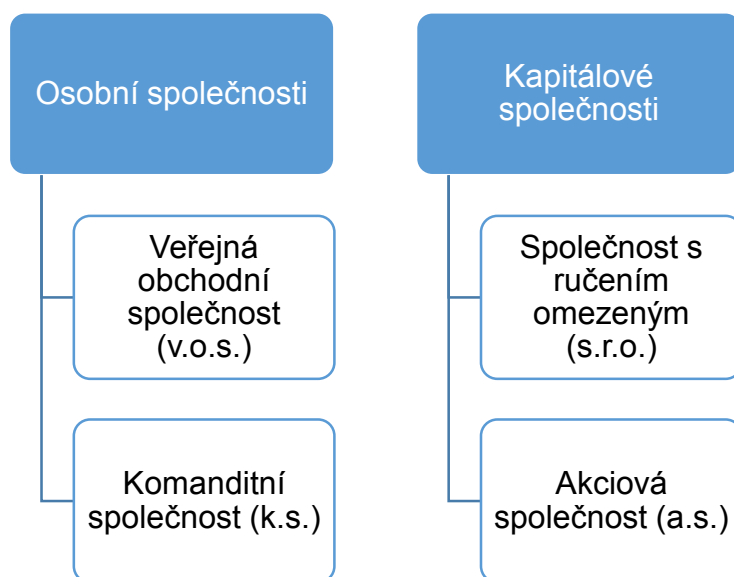 Osobní společnosti
Veřejná
obchodní
společnost
(v.o.s.)
Komanditní
společnost (k.s.)
Kapitálové
společnosti
Společnost s
ručením
omezeným
(s.r.o.)
Akciová
společnost (a.s.)